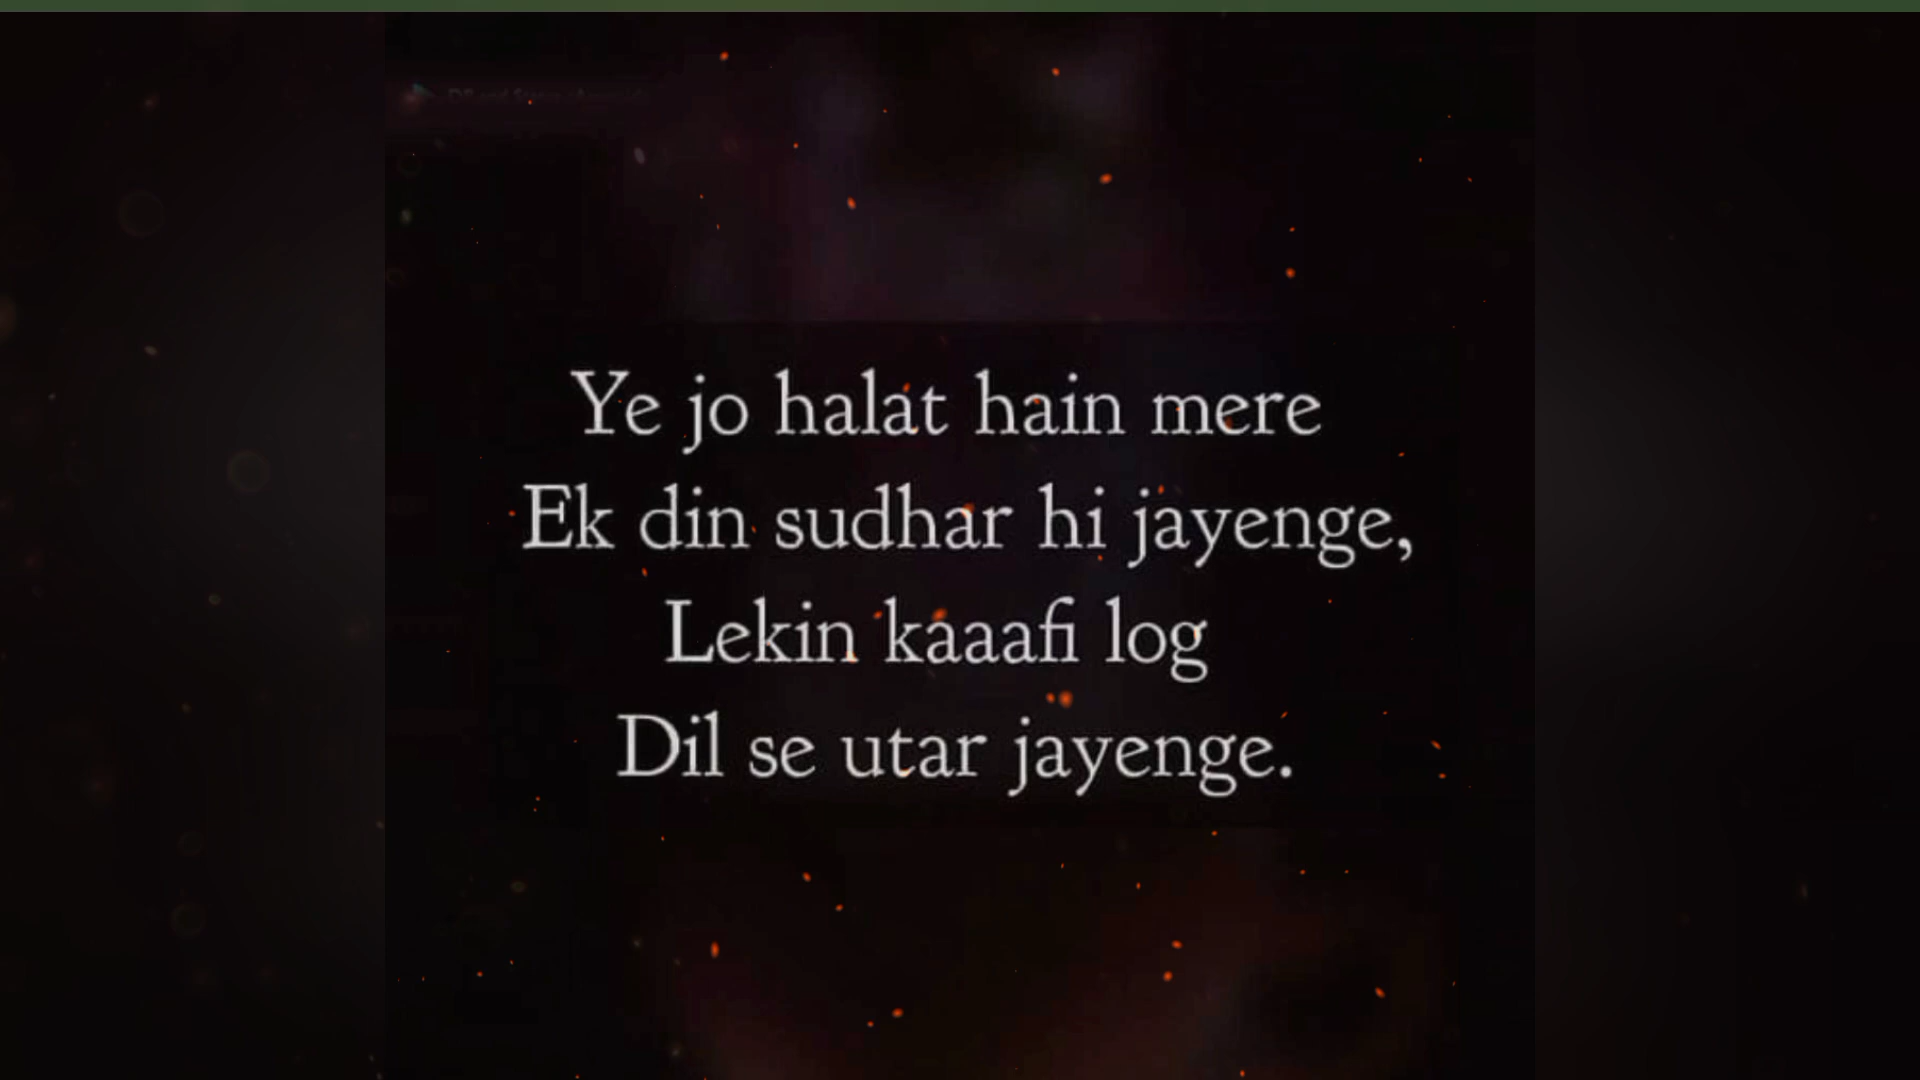 Ye jo halat hain mere
Ek din sudhar hi jayenge,
Lekin kaaafi log
Dil se utar jayenge.